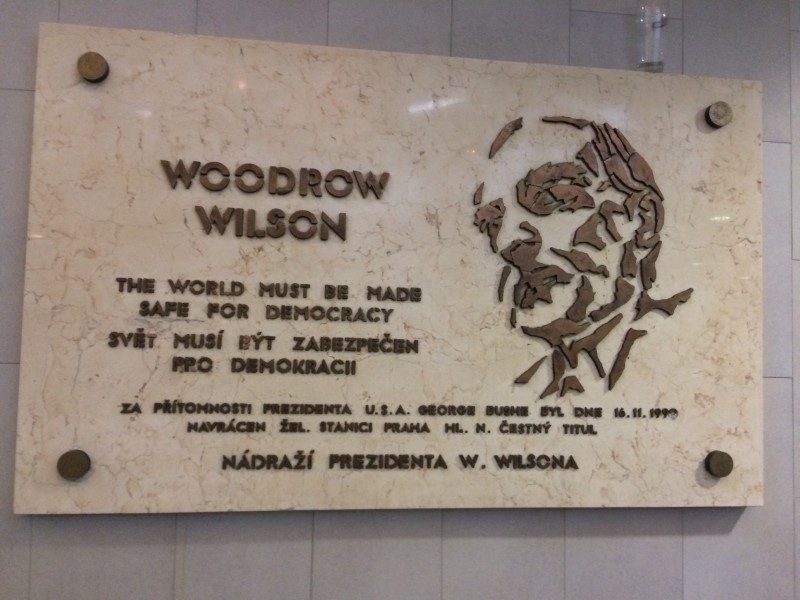 WOODROW
WILSON
THE WORLD MUST BE MADE
SAFE FOR DEMOCRACY
SVĚT MUSÍ BÝT ZABEZPEČEN
PRO DEMOKRACII
ZA PŘÍTOMNOSTI PREZIDENTA U.S.A. GEORGE BUSHE BYL DNE 16.11.1990
NAVRÁCEN ŽEL. STANICI PRAHA HL. N. ČESTNÝ TITUL
NÁDRAŽÍ PREZIDENTA W. WILSONA